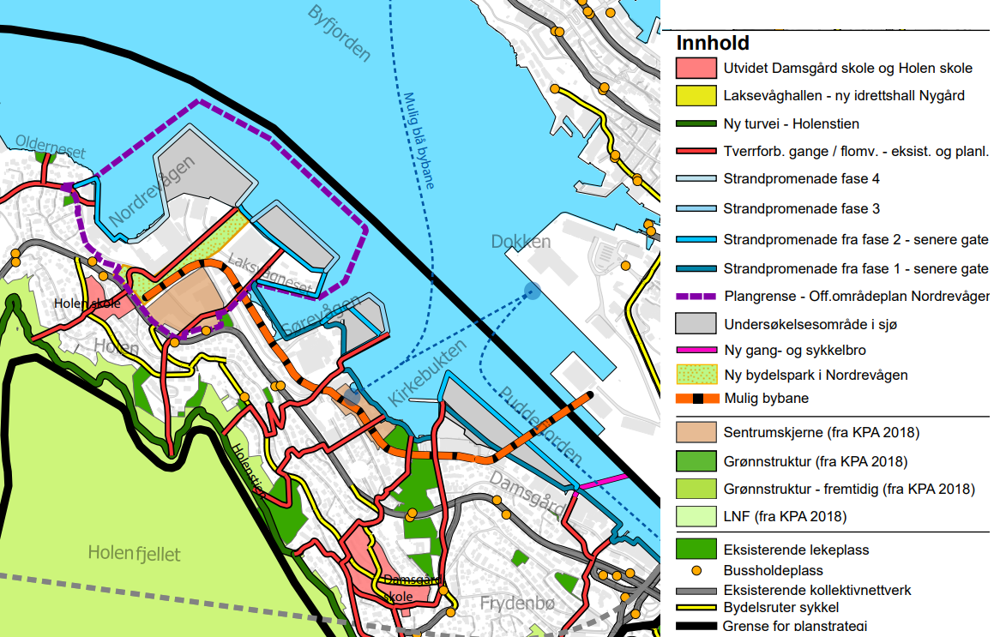 Byfjorden
Mulig blå bybane
Olderneset
Nordrevågen
Dokken
Laksvågneset
Holen skole
Sørevågen
Holen
Kirkebukten
Puddefjorden
Holenstien
Damsgård
Holenfjellet
Damsgård
skole
Frydenbø
Innhold
Utvidet Damsgård skole og Holen skole
Laksevåghallen - ny idrettshall Nygård
Ny turvei - Holenstien
Tverrforb. gange / flomv. - eksist. og planl.
Strandpromenade fase 4
Strandpromenade fase 3
Strandpromenade fra fase 2 - senere gate
Strandpromenade fra fase 1 - senere gate
Plangrense - Off.områdeplan Nordrevågen
Undersøkelsesområde i sjø
Ny gang- og sykkelbro
Ny bydelspark i Nordrevågen
Mulig bybane
Sentrumskjerne (fra KPA 2018)
Grønnstruktur (fra KPA 2018)
Grønnstruktur - fremtidig (fra KPA 2018)
LNF (fra KPA 2018)
Eksisterende lekeplass
Bussholdeplass
Eksisterende kollektivnettverk
Bydelsruter sykkel
Grense for planstrategi